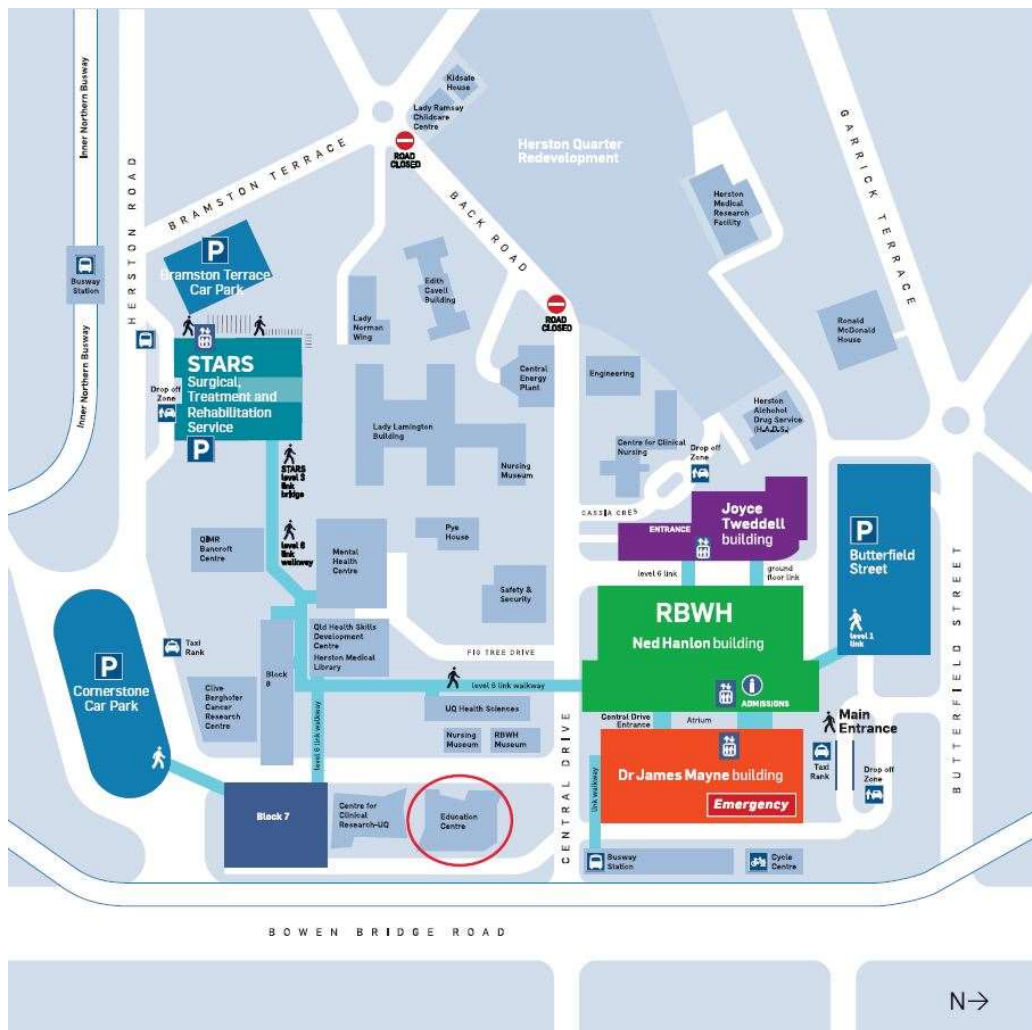 Inner Northern Busway
HERSTON ROAD
BRAMSTON TERRACE
Kidsafe
House
Lady Ramsay
Childcare
Centre
ROAD
CLOSED
Herston Quarter
Redevelopment
BACK ROAD
GARRICK TERRACE
Herston
Medical
Research
Facility
Busway
Station
Inner Northern Busway
P
Bramston Terrace
Car Park
Edith
Cavell
Building
Lady
Norman
Wing
ROAD
CLOSED
Ronald
McDonald
House
STARS
Surgical,
Treatment and
Rehabilitation
Service
Drop off
Zone
P
STARS
level 3
link
bridge
Central
Energy
Plant
Engineering
Herston
Alchohol
Drug Service
(H.A.D.S.)
Lady Lamington
Building
Nursing
Museum
Centre for Clinical
Nursing
Drop off
Zone
CASSIA CRES
ENTRANCE
Joyce
Tweddell
building
P
Butterfield
Street
level 1
link
QIMR
Bancroft
Centre
level 6
link
walkway
Mental
Health
Centre
Pye
House
Safety &
Security
level 6 link
ground
floor link
RBWH
Ned Hanlon building
i
ADMISSIONS
BUTTERFIELD STREET
P
Cornerstone
Car Park
Taxi
Rank
Qld Health Skills
Development
Centre
Herston Medical
Library
Block
8
FIG TREE DRIVE
level 6 link walkway
Clive
Berghofer
Cancer
Research
Centre
level 6 link walkway
UQ Health Sciences
Nursing
Museum
RBWH
Museum
CENTRAL DRIVE
Central Drive
Entrance
Atrium
Main
Entrance
Taxi
Rank
Drop off
Zone
link walkway
Dr James Mayne building
Emergency
Block 7
Centre for
Clinical
Research-UQ
Education
Centre
Busway
Station
Cycle
Centre
BOWEN BRIDGE ROAD
N→